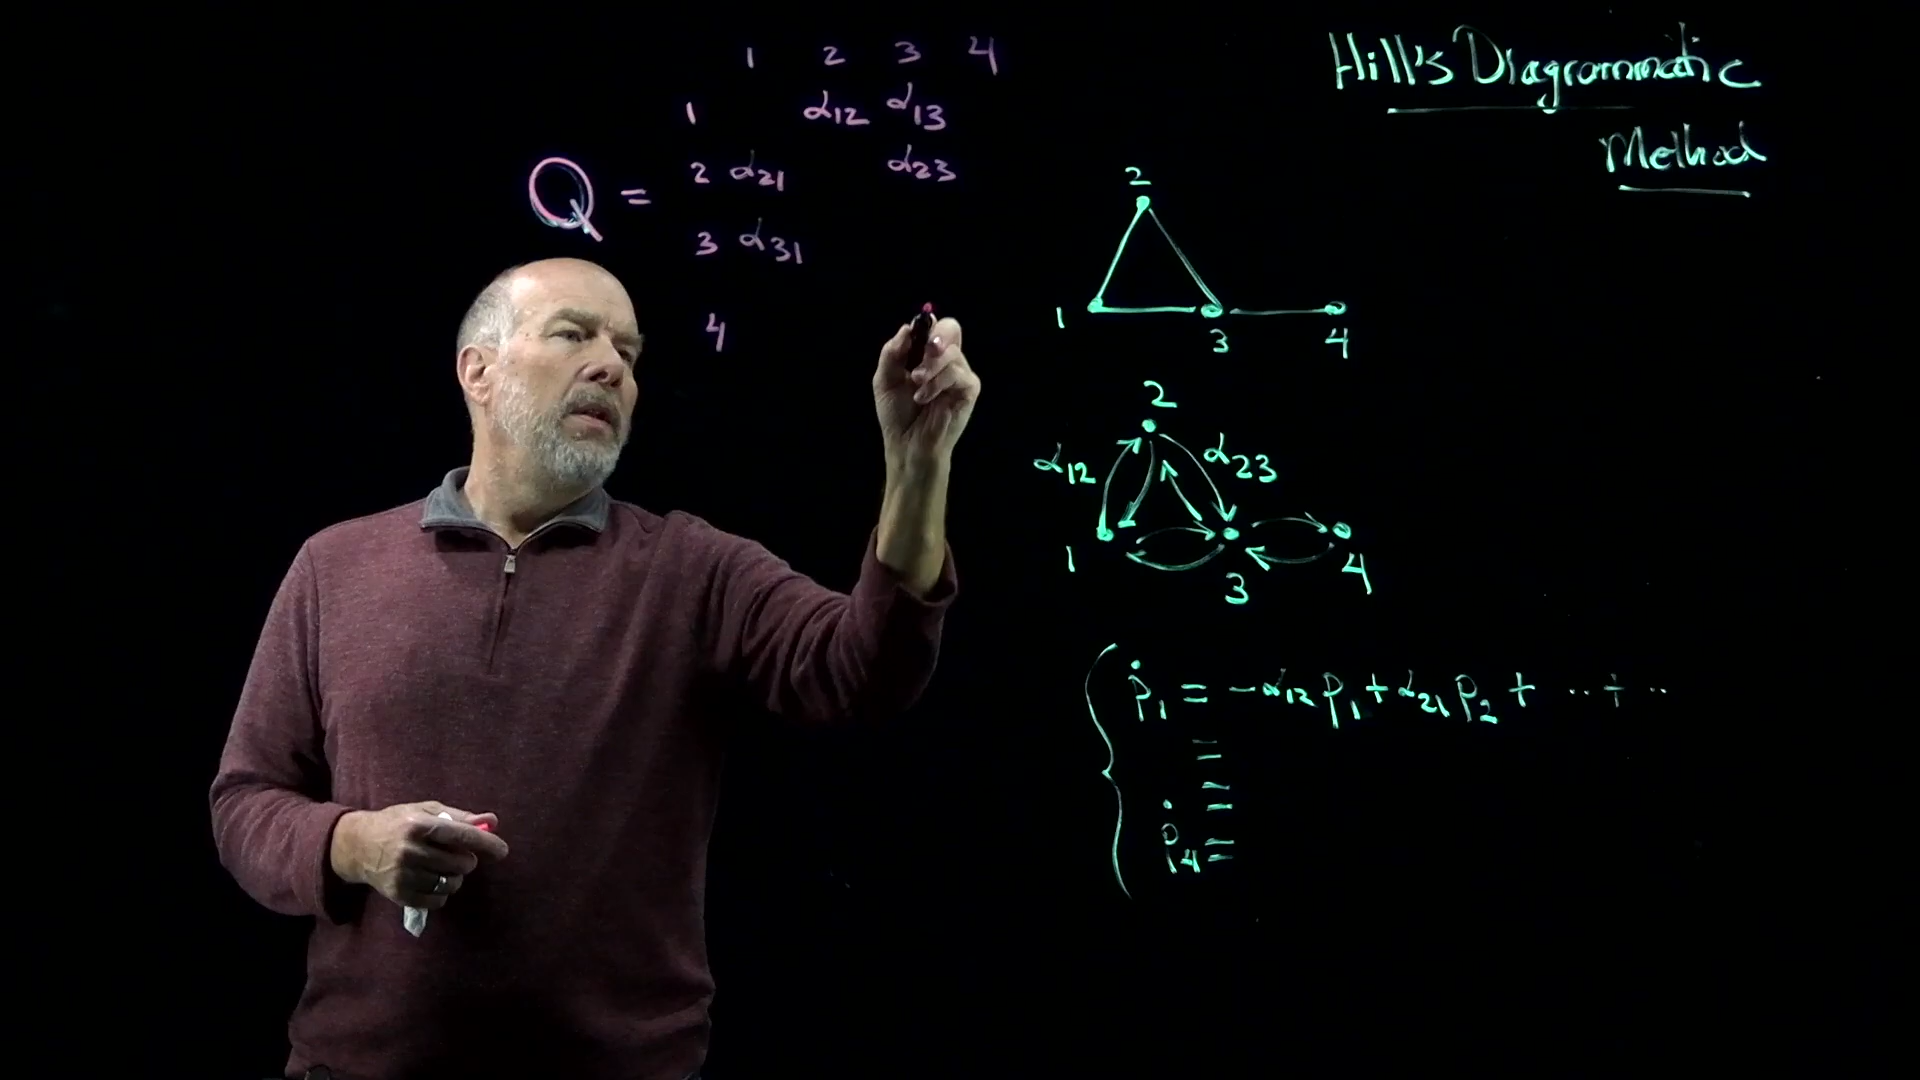 1 2 3 4
1 α12 α13
2 α21 α23
Q =
3 α31
4
Hill's Diagrammatic
Method
2
1
3
4
2
α12
α23
1
3
4
ṗ1 = -α12 p1 + α21 p2 + ·· + ··
=
=
ṗ4 =